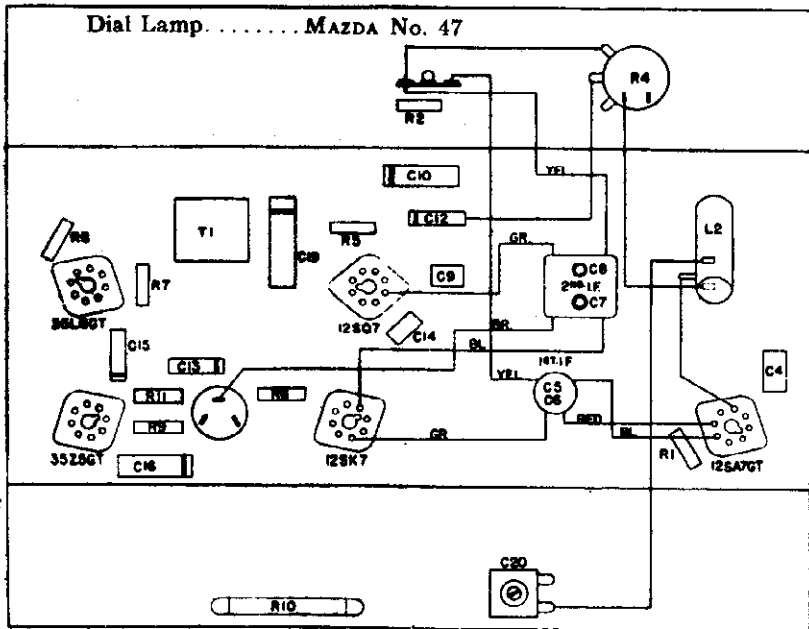 Dial Lamp........ MAZDA No. 47
R4
R2
C10
YEL
L2
R6
T1
C12
R5
GR.
C19
R7
C9
C8
2ND. I.F
C7
12SQ7
C14
BR.
C15
BL
1ST. I.F
C4
C13
YEL
C5
C6
R11
RED
R9
GR
BL
R1
35Z5GT
C16
12SK7
12SA7GT
C20
R10